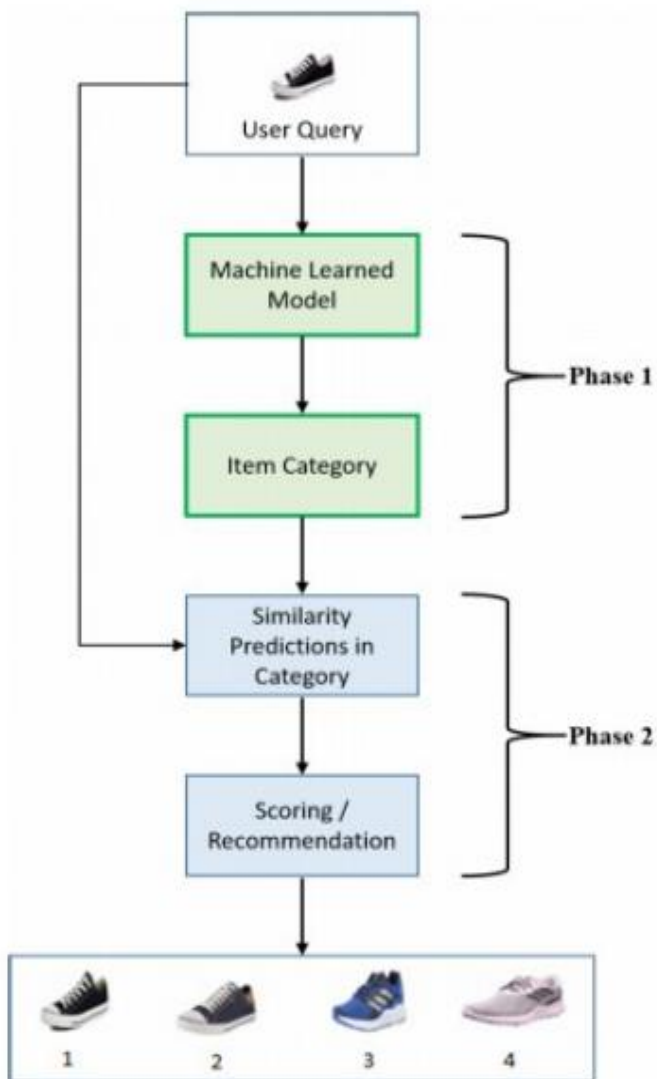 User Query
Machine Learned
Model
Phase 1
Item Category
Similarity
Predictions in
Category
Phase 2
Scoring /
Recommendation
1 2 3 4